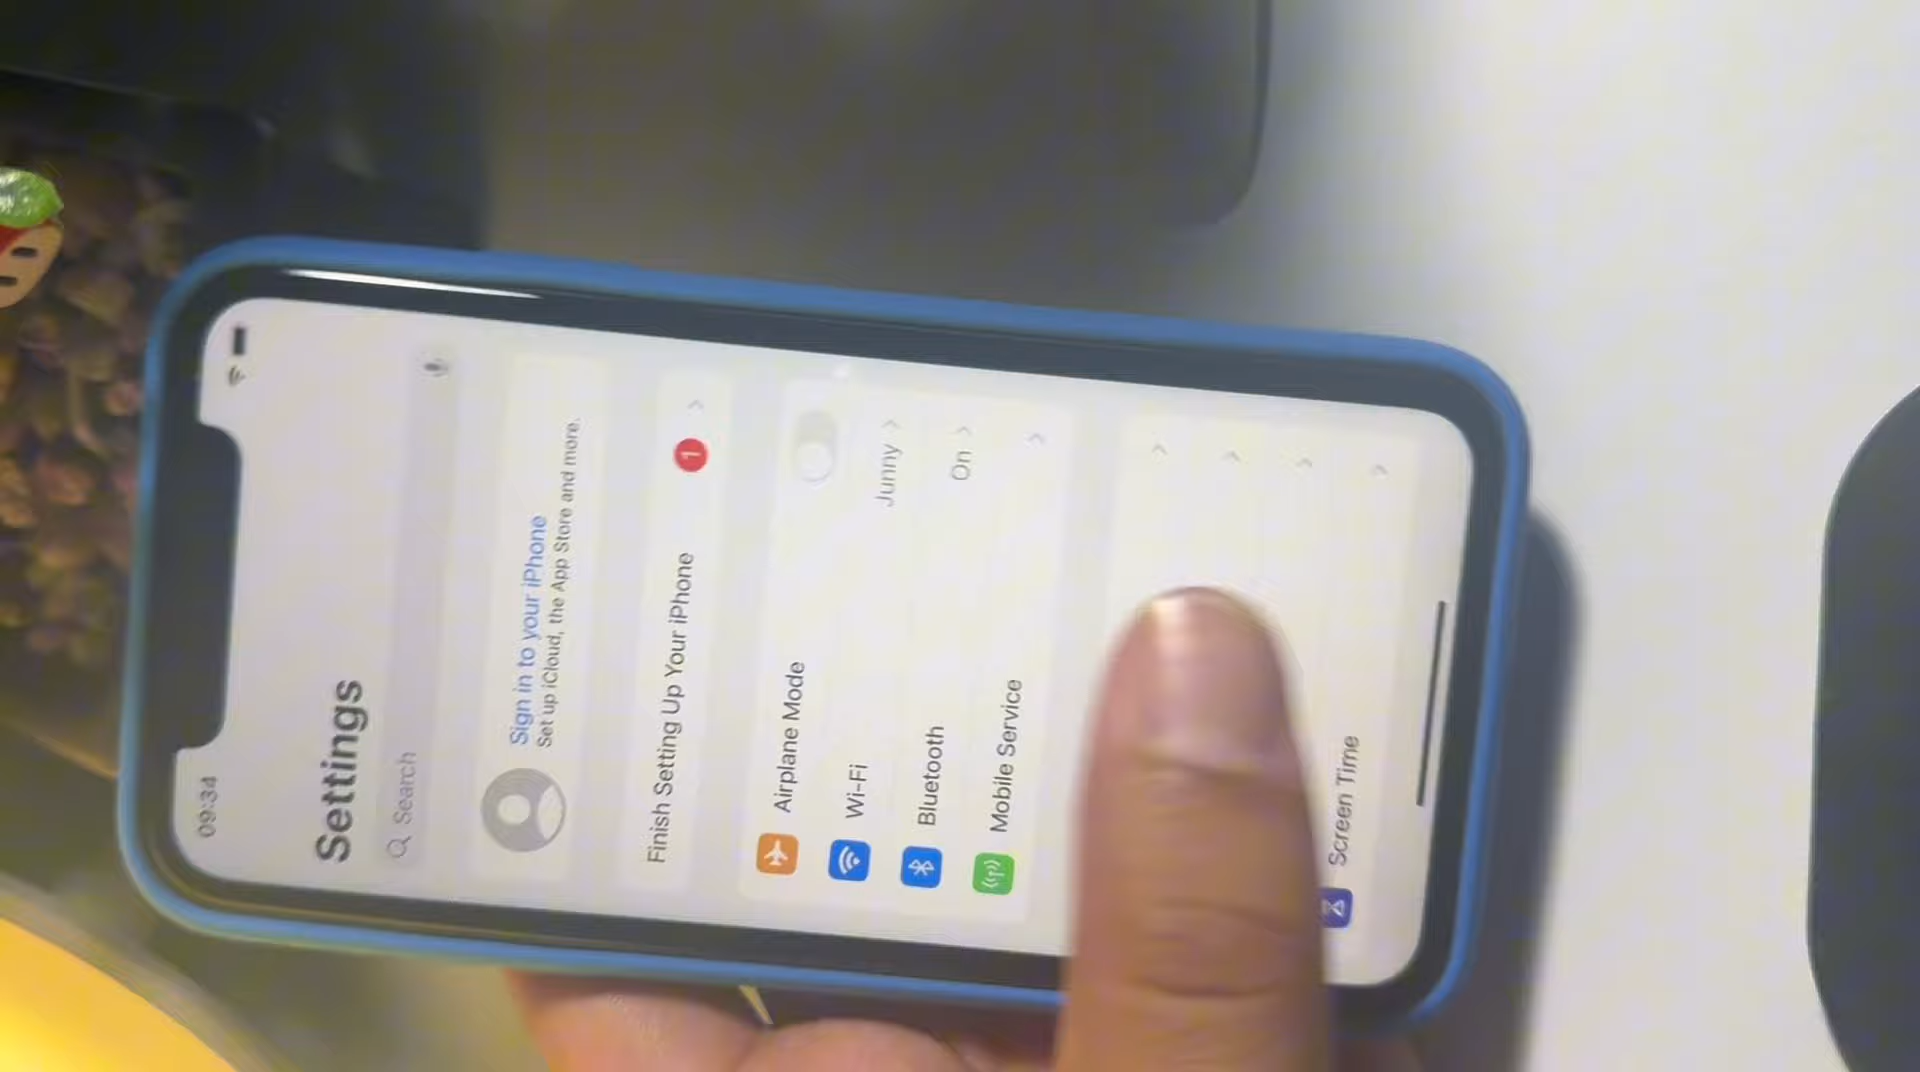 09:34
Settings
Search
Sign in to your iPhone
Set up iCloud, the App Store and more.
Finish Setting Up Your iPhone 1
Airplane Mode
Wi-Fi Junny
Bluetooth On
Mobile Service
Screen Time